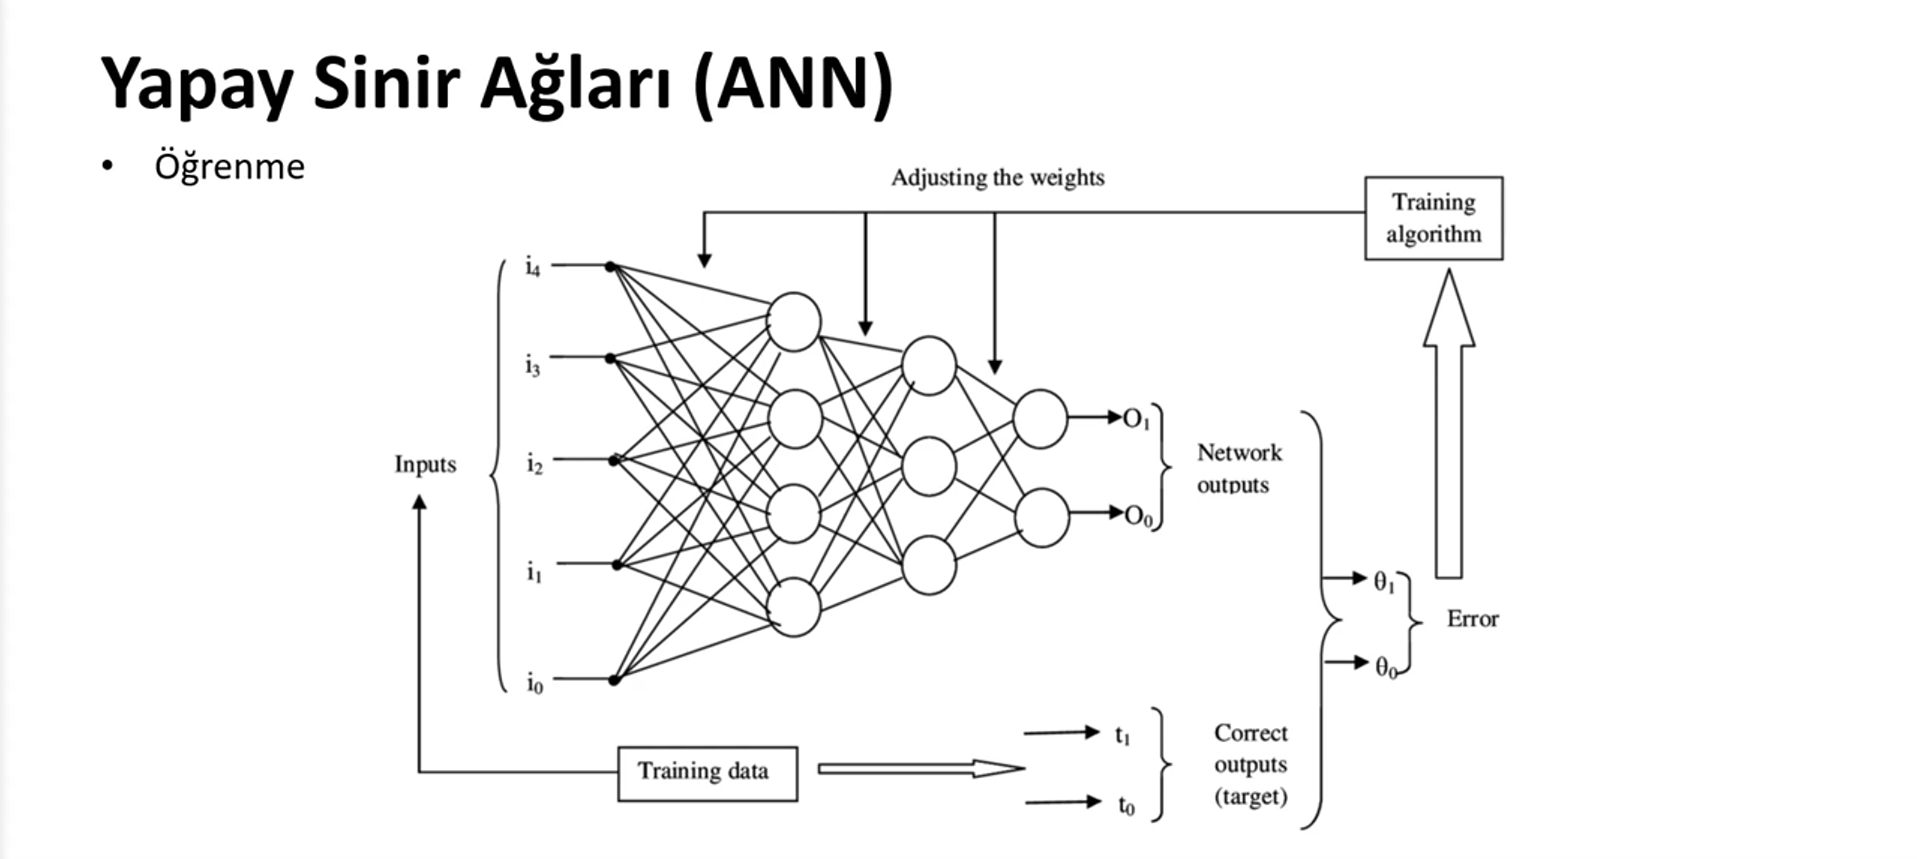 Yapay Sinir Ağları (ANN)
• Öğrenme
Adjusting the weights
Training
algorithm
i4
i3
i2
i1
i0
Inputs
O1
O0
Network
outputs
θ1
θ0
Error
Training data
t1
t0
Correct
outputs
(target)